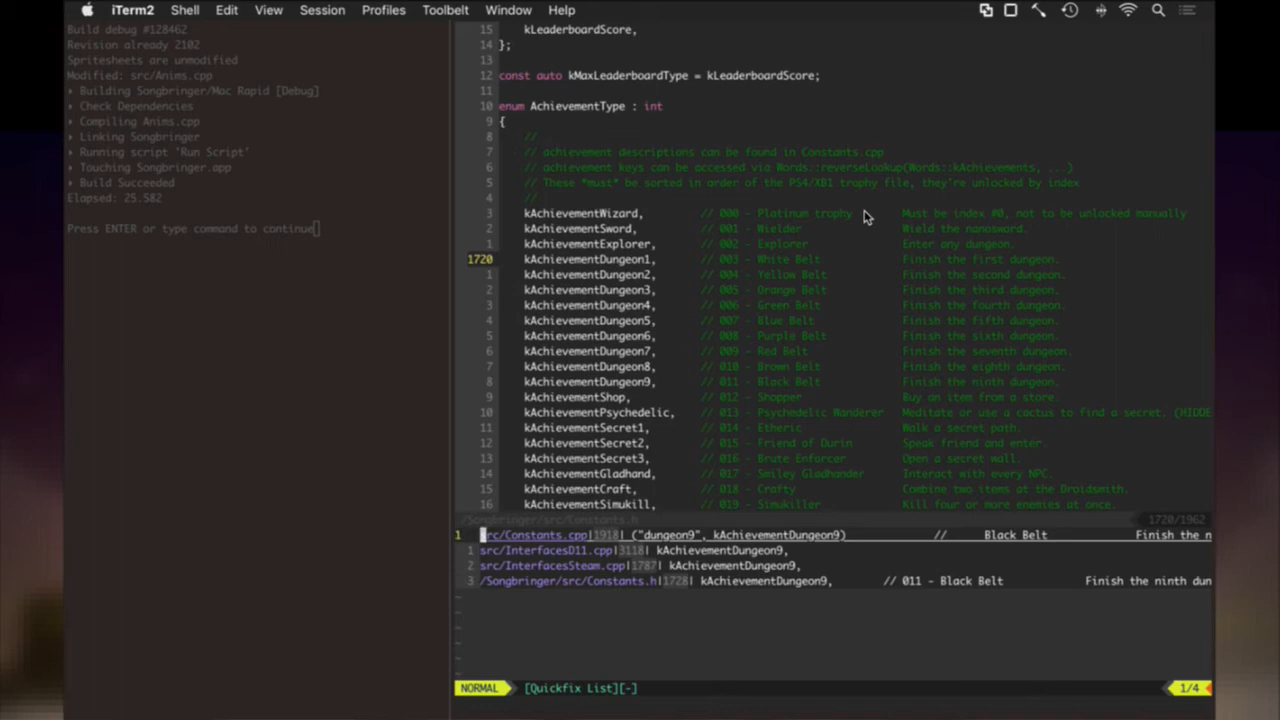 iTerm2 Shell Edit View Session Profiles Toolbelt Window Help
Build debug #128462
Revision already 2102
Spritesheets are unmodified
Modified: src/Anims.cpp
Building Songbringer/Mac Rapid [Debug]
Check Dependencies
Compiling Anims.cpp
Linking Songbringer
Running script 'Run Script'
Touching Songbringer.app
Build Succeeded
Elapsed: 25.582
Press ENTER or type command to continue
15 kLeaderboardScore,
14 };
13
12 const auto kMaxLeaderboardType = kLeaderboardScore;
11
10 enum AchievementType : int
9 {
8 //
7 // achievement descriptions can be found in Constants.cpp
6 // achievement keys can be accessed via Words::reverseLookup(Words::kAchievements, ...)
5 // These *must* be sorted in order of the PS4/XB1 trophy file, they're unlocked by index
4 //
3 kAchievementWizard, // 000 - Platinum trophy Must be index #0, not to be unlocked manually
2 kAchievementSword, // 001 - Wielder Wield the nanosword.
1 kAchievementExplorer, // 002 - Explorer Enter any dungeon.
1720 kAchievementDungeon1, // 003 - White Belt Finish the first dungeon.
1 kAchievementDungeon2, // 004 - Yellow Belt Finish the second dungeon.
2 kAchievementDungeon3, // 005 - Orange Belt Finish the third dungeon.
3 kAchievementDungeon4, // 006 - Green Belt Finish the fourth dungeon.
4 kAchievementDungeon5, // 007 - Blue Belt Finish the fifth dungeon.
5 kAchievementDungeon6, // 008 - Purple Belt Finish the sixth dungeon.
6 kAchievementDungeon7, // 009 - Red Belt Finish the seventh dungeon.
7 kAchievementDungeon8, // 010 - Brown Belt Finish the eighth dungeon.
8 kAchievementDungeon9, // 011 - Black Belt Finish the ninth dungeon.
9 kAchievementShop, // 012 - Shopper Buy an item from a store.
10 kAchievementPsychedelic, // 013 - Psychedelic Wanderer Meditate or use a cactus to find a secret. (HIDDE
11 kAchievementSecret1, // 014 - Etheric Walk a secret path.
12 kAchievementSecret2, // 015 - Friend of Durin Speak friend and enter.
13 kAchievementSecret3, // 016 - Brute Enforcer Open a secret wall.
14 kAchievementGladhand, // 017 - Smiley Gladhander Interact with every NPC.
15 kAchievementCraft, // 018 - Crafty Combine two items at the Droidsmith.
16 kAchievementSimukill, // 019 - Simukiller Kill four or more enemies at once.
/Songbringer/src/Constants.h 1720/1962
1 src/Constants.cpp|1918| ("dungeon9", kAchievementDungeon9) // Black Belt Finish the n
1 src/InterfacesD11.cpp|3118| kAchievementDungeon9,
2 src/InterfacesSteam.cpp|1787| kAchievementDungeon9,
3 /Songbringer/src/Constants.h|1728| kAchievementDungeon9, // 011 - Black Belt Finish the ninth dun
~
~
~
~
~
NORMAL [Quickfix List][-] 1/4